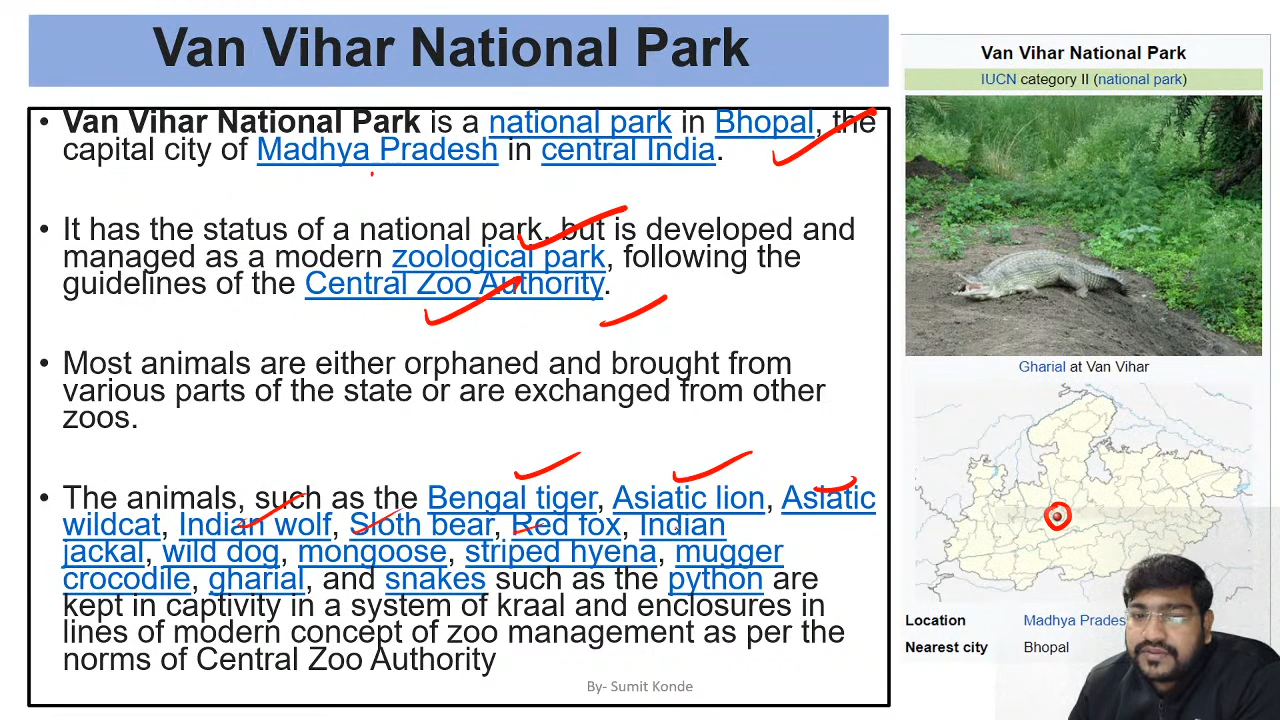 Van Vihar National Park
• Van Vihar National Park is a national park in Bhopal, the
capital city of Madhya Pradesh in central India.
• It has the status of a national park, but is developed and
managed as a modern zoological park, following the
guidelines of the Central Zoo Authority.
• Most animals are either orphaned and brought from
various parts of the state or are exchanged from other
zoos.
• The animals, such as the Bengal tiger, Asiatic lion, Asiatic
wildcat, Indian wolf, Sloth bear, Red fox, Indian
jackal, wild dog, mongoose, striped hyena, mugger
crocodile, gharial, and snakes such as the python are
kept in captivity in a system of kraal and enclosures in
lines of modern concept of zoo management as per the
norms of Central Zoo Authority
By- Sumit Konde
Van Vihar National Park
IUCN category II (national park)
Gharial at Van Vihar
Location Madhya Prades
Nearest city Bhopal